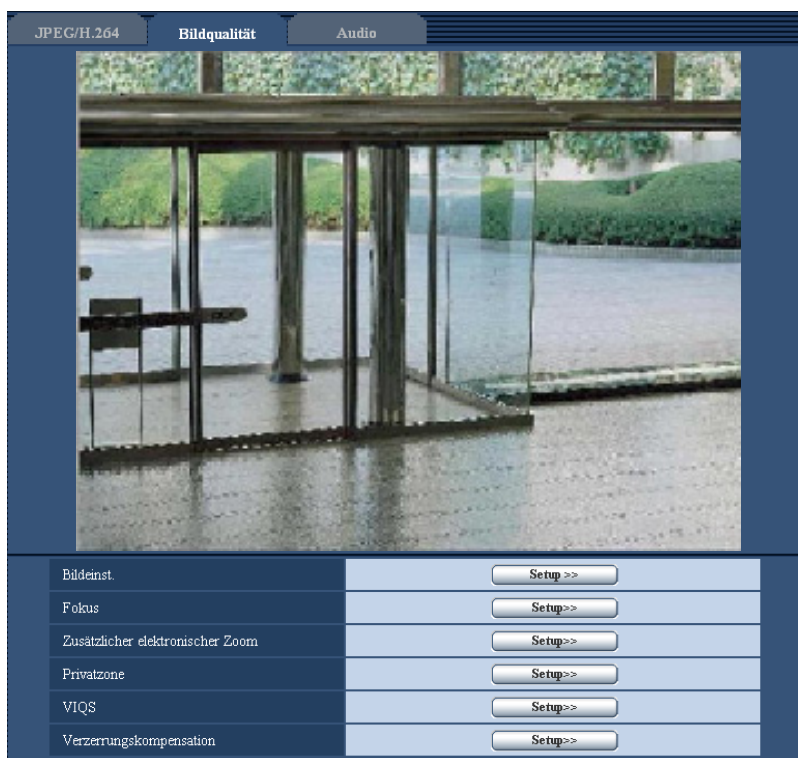 JPEG/H.264 Bildqualität Audio
Bildeinst. Setup >>
Fokus Setup>>
Zusätzlicher elektronischer Zoom Setup>>
Privatzone Setup>>
VIQS Setup>>
Verzerrungskompensation Setup>>